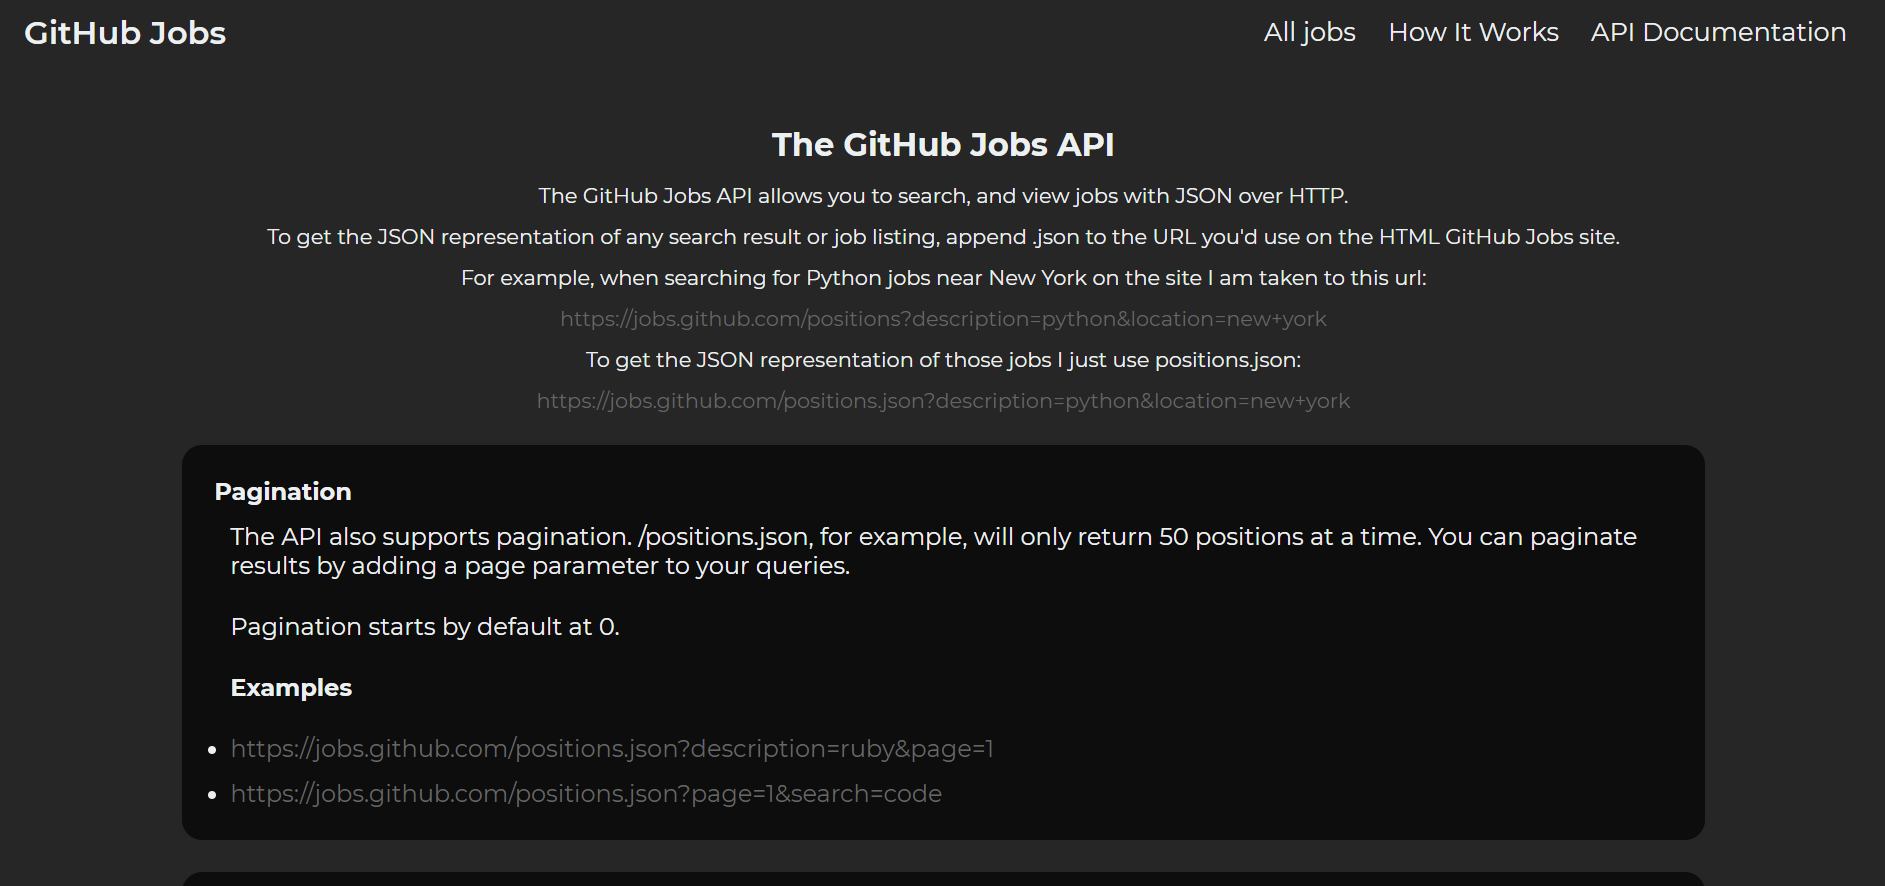 GitHub Jobs
All jobs How It Works API Documentation
The GitHub Jobs API
The GitHub Jobs API allows you to search, and view jobs with JSON over HTTP.
To get the JSON representation of any search result or job listing, append .json to the URL you'd use on the HTML GitHub Jobs site.
For example, when searching for Python jobs near New York on the site I am taken to this url:
https://jobs.github.com/positions?description=python&location=new+york
To get the JSON representation of those jobs I just use positions.json:
https://jobs.github.com/positions.json?description=python&location=new+york
Pagination
The API also supports pagination. /positions.json, for example, will only return 50 positions at a time. You can paginate
results by adding a page parameter to your queries.
Pagination starts by default at 0.
Examples
https://jobs.github.com/positions.json?description=ruby&page=1
https://jobs.github.com/positions.json?page=1&search=code